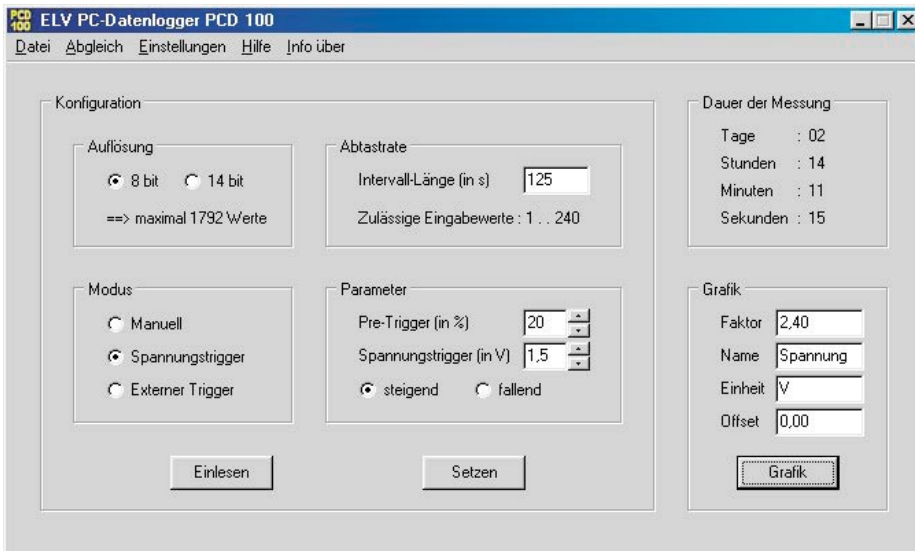 PCD 100 ELV PC-Datenlogger PCD 100
Datei Abgleich Einstellungen Hilfe Info über
Konfiguration
Auflösung
8 bit 14 bit
==> maximal 1792 Werte
Abtastrate
Intervall-Länge (in s) 125
Zulässige Eingabewerte : 1 . . 240
Modus
Manuell
Spannungstrigger
Externer Trigger
Parameter
Pre-Trigger (in %) 20
Spannungstrigger (in V) 1,5
steigend fallend
Einlesen
Setzen
Dauer der Messung
Tage : 02
Stunden : 14
Minuten : 11
Sekunden : 15
Grafik
Faktor 2,40
Name Spannung
Einheit V
Offset 0,00
Grafik